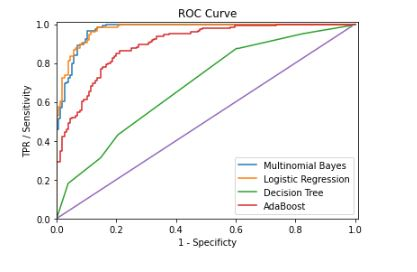 ROC Curve
TPR / Sensitivity
1.0
0.8
0.6
0.4
0.2
0.0
Multinomial Bayes
Logistic Regression
Decision Tree
AdaBoost
0.0 0.2 0.4 0.6 0.8 1.0
1 - Specificty